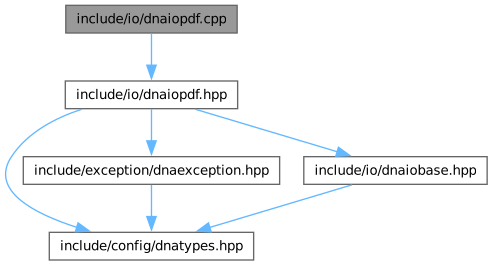 include/io/dnaiopdf.cpp
include/io/dnaiopdf.hpp
include/exception/dnaexception.hpp
include/io/dnaiobase.hpp
include/config/dnatypes.hpp